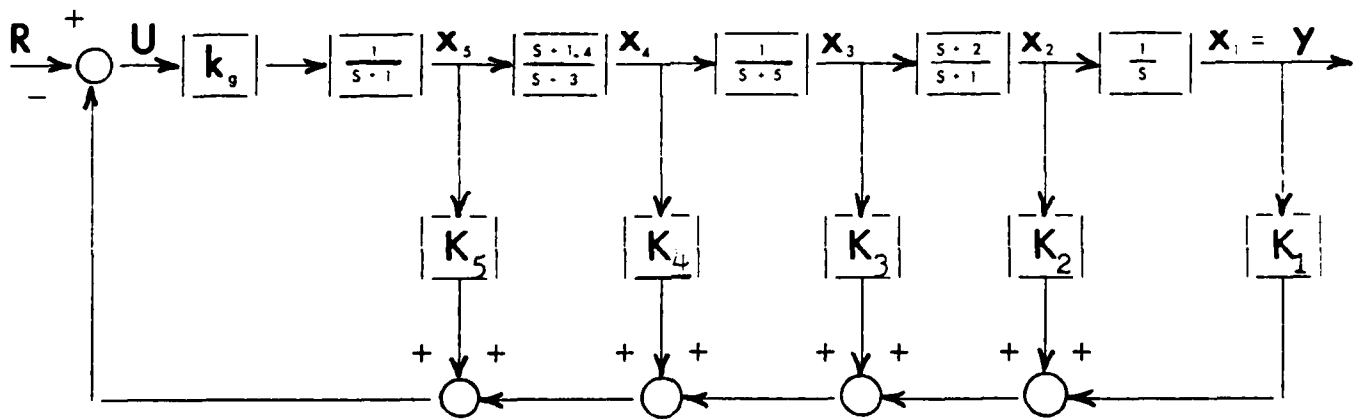 +
R
U
k_g
1
S + 1
x_5
S + 1.4
S + 3
x_4
1
S + 5
x_3
S + 2
S + 1
x_2
1
S
x_1 = y
−
K_5
K_4
K_3
K_2
K_1
+ +
+ +
+ +
+ +